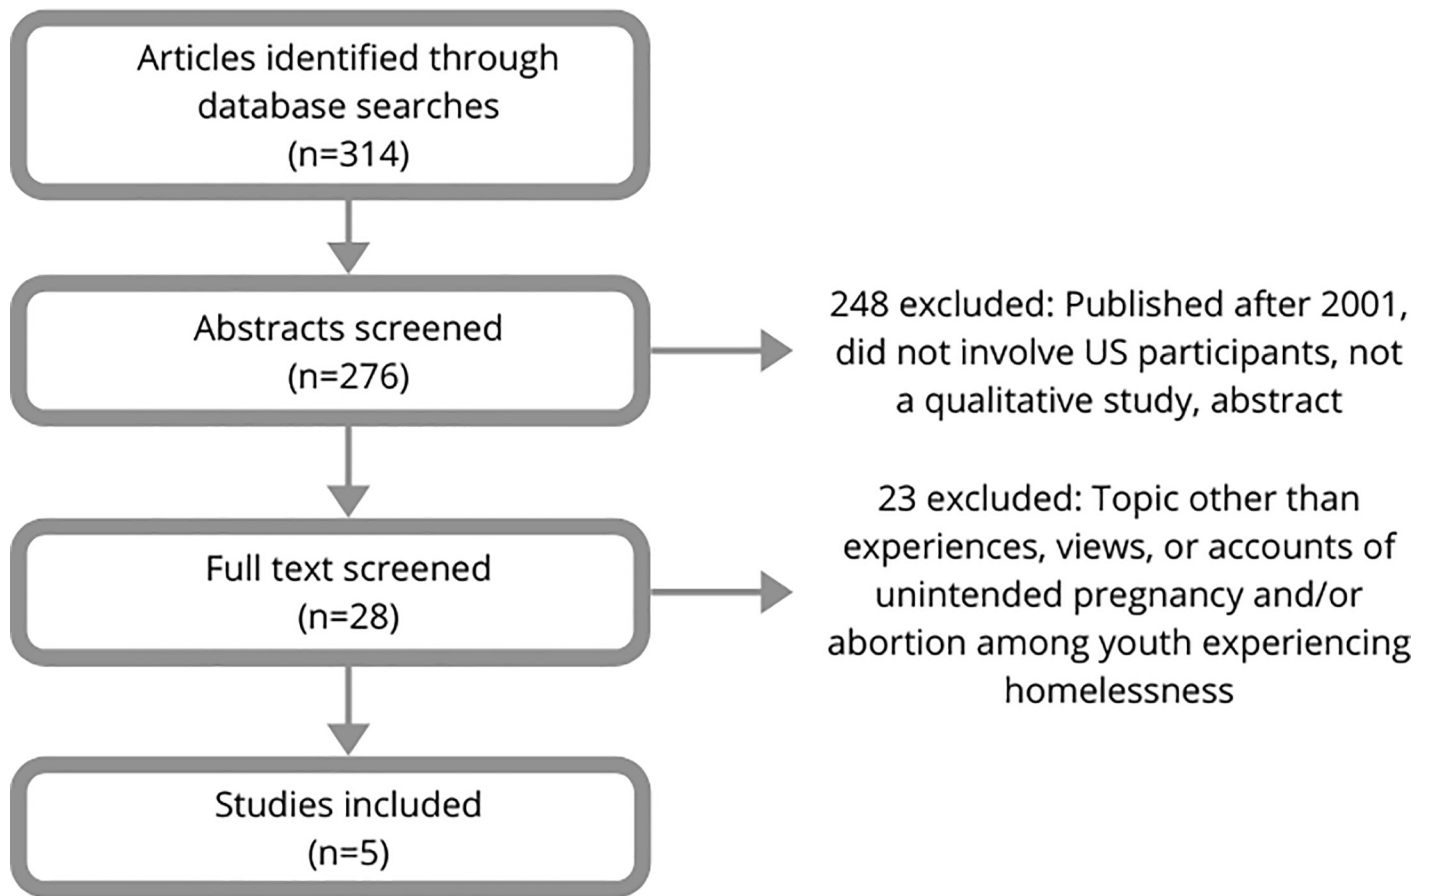 Articles identified through
database searches
(n=314)
Abstracts screened
(n=276)
248 excluded: Published after 2001,
did not involve US participants, not
a qualitative study, abstract
Full text screened
(n=28)
23 excluded: Topic other than
experiences, views, or accounts of
unintended pregnancy and/or
abortion among youth experiencing
homelessness
Studies included
(n=5)